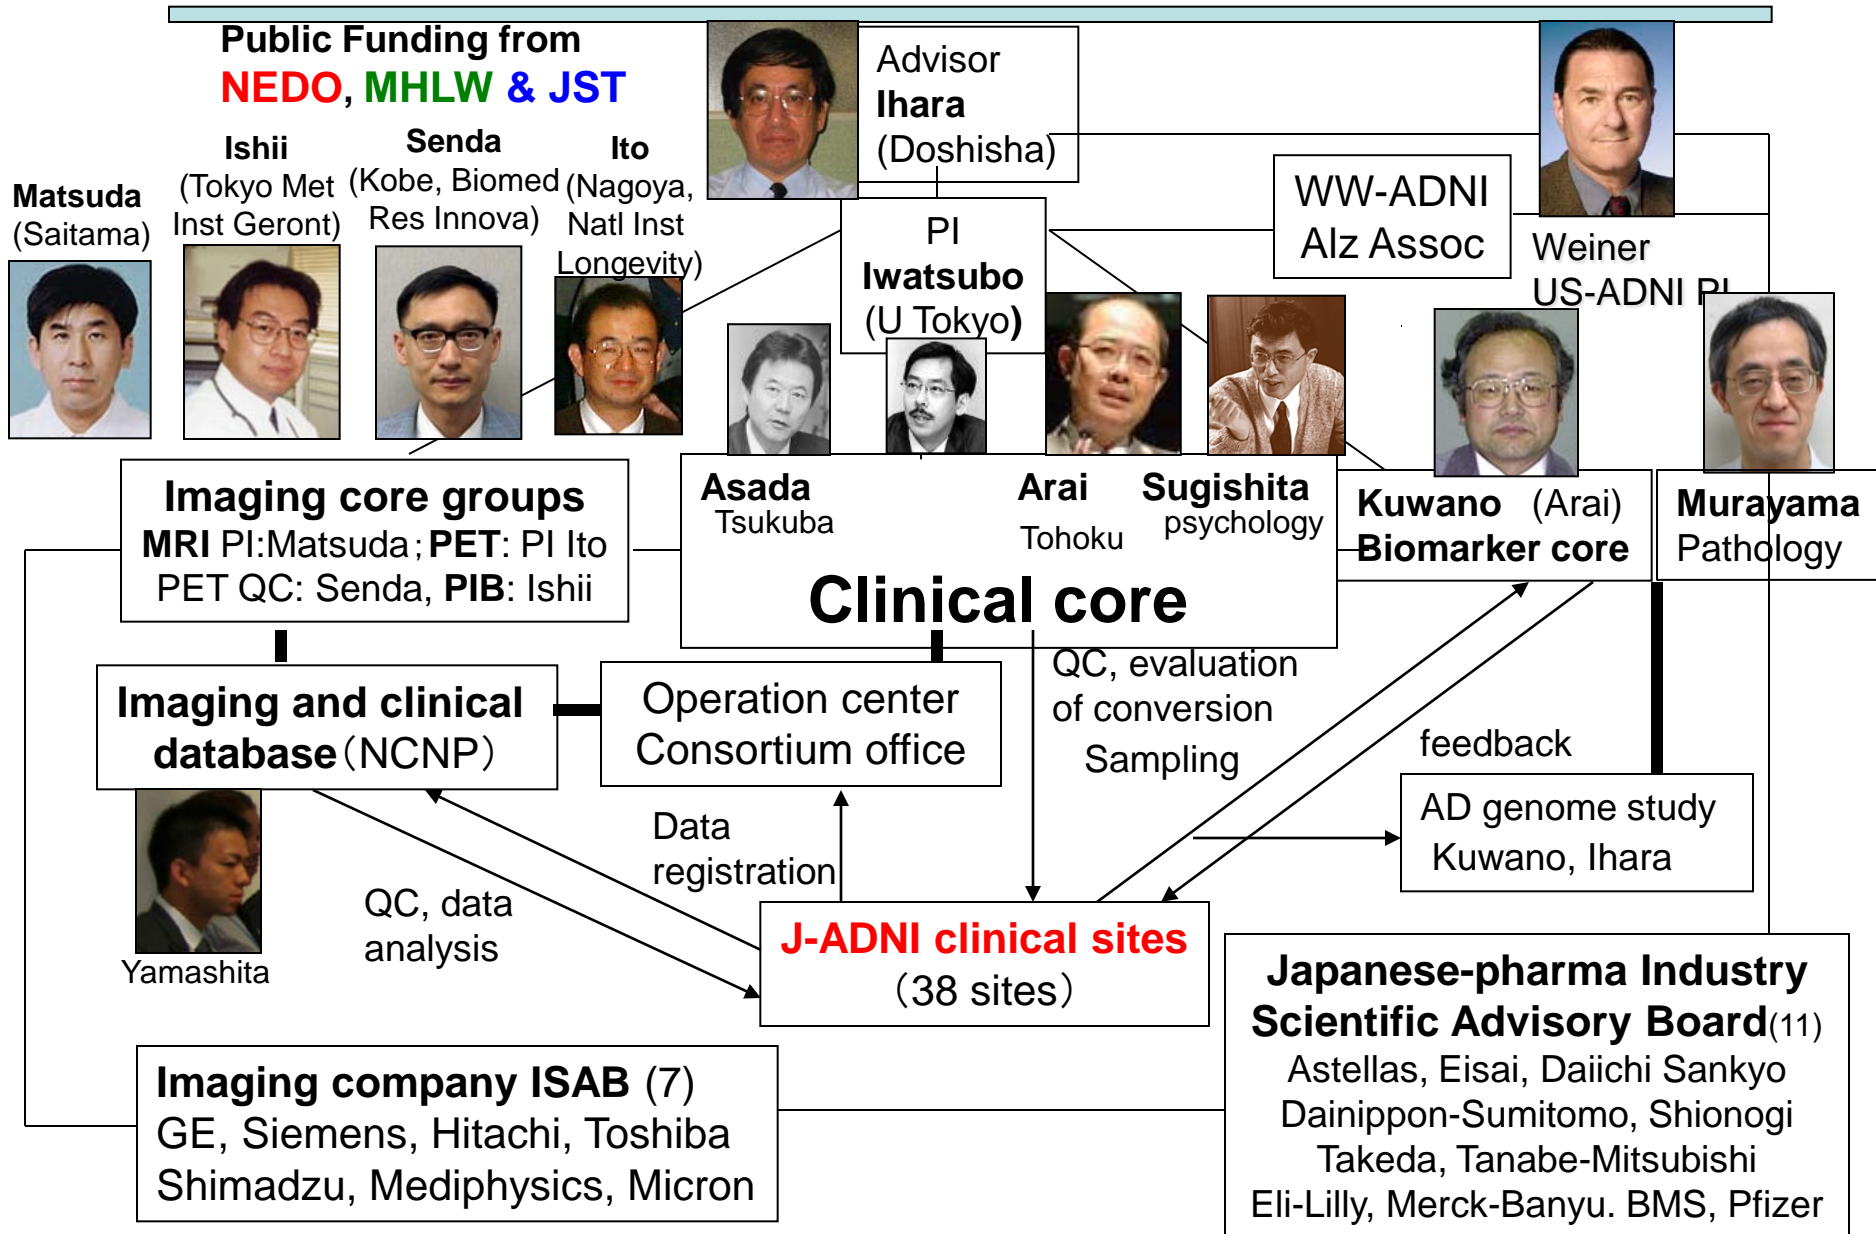 Public Funding from
NEDO, MHLW & JST
Advisor
Ihara
(Doshisha)
Matsuda
(Saitama)
Ishii
(Tokyo Met
Inst Geront)
Senda
(Kobe, Biomed
Res Innova)
Ito
(Nagoya,
Natl Inst
Longevity)
PI
Iwatsubo
(U Tokyo)
WW-ADNI
Alz Assoc
Weiner
US-ADNI PI
Imaging core groups
MRI PI:Matsuda; PET: PI Ito
PET QC: Senda, PIB: Ishii
Asada
Tsukuba
Arai
Tohoku
Sugishita
psychology
Clinical core
Kuwano (Arai)
Biomarker core
Murayama
Pathology
Imaging and clinical
database（NCNP）
Operation center
Consortium office
QC, evaluation
of conversion
Sampling
feedback
AD genome study
Kuwano, Ihara
Yamashita
QC, data
analysis
Data
registration
J-ADNI clinical sites
（38 sites）
Imaging company ISAB (7)
GE, Siemens, Hitachi, Toshiba
Shimadzu, Mediphysics, Micron
Japanese-pharma Industry
Scientific Advisory Board(11)
Astellas, Eisai, Daiichi Sankyo
Dainippon-Sumitomo, Shionogi
Takeda, Tanabe-Mitsubishi
Eli-Lilly, Merck-Banyu. BMS, Pfizer